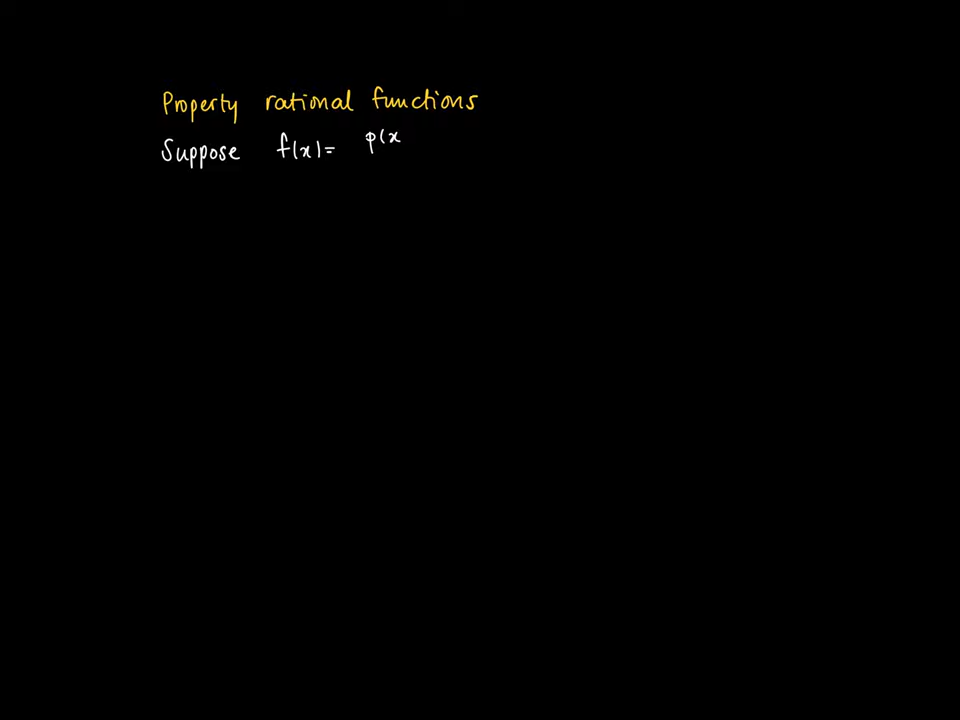 Property rational functions
Suppose f(x)= p(x